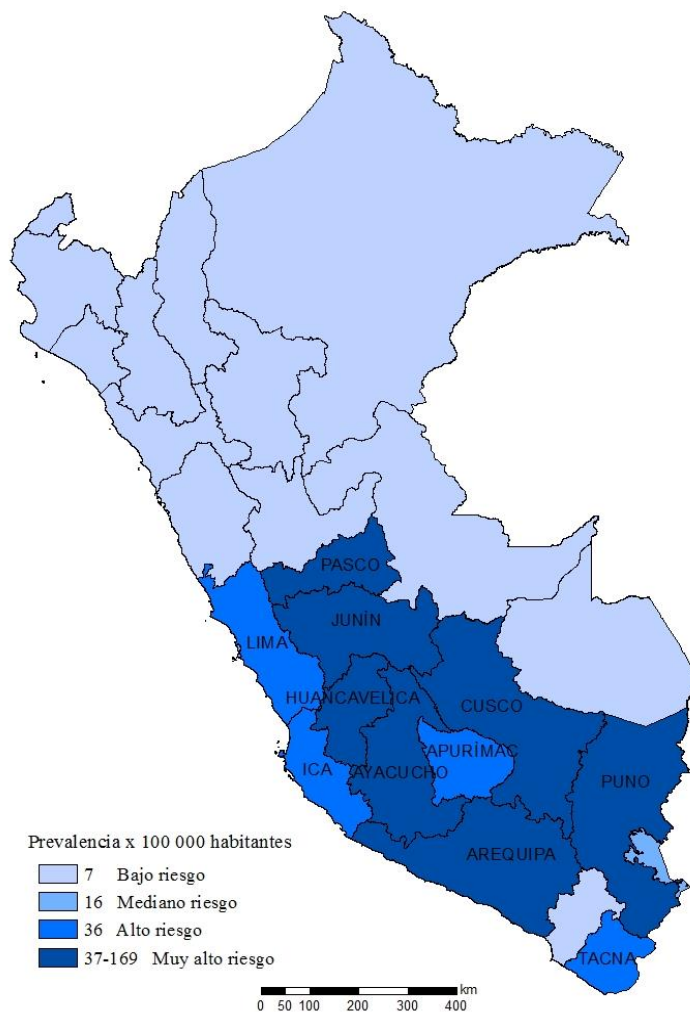 PASCO
JUNÍN
LIMA
HUANCAVELICA
CUSCO
APURÍMAC
ICA
AYACUCHO
PUNO
AREQUIPA
TACNA
Prevalencia x 100 000 habitantes
7 Bajo riesgo
16 Mediano riesgo
36 Alto riesgo
37-169 Muy alto riesgo
km
0 50 100 200 300 400